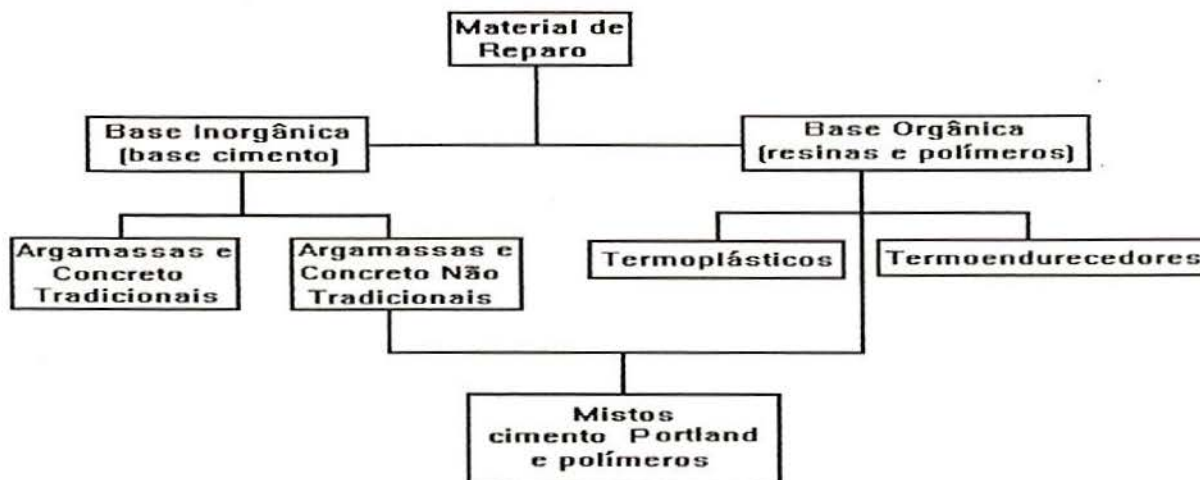 Material de
Reparo
Base Inorgânica
(base cimento)
Base Orgânica
(resinas e polímeros)
Argamassas e
Concreto
Tradicionais
Argamassas e
Concreto Não
Tradicionais
Termoplásticos
Termoendurecedores
Mistos
cimento Portland
e polímeros